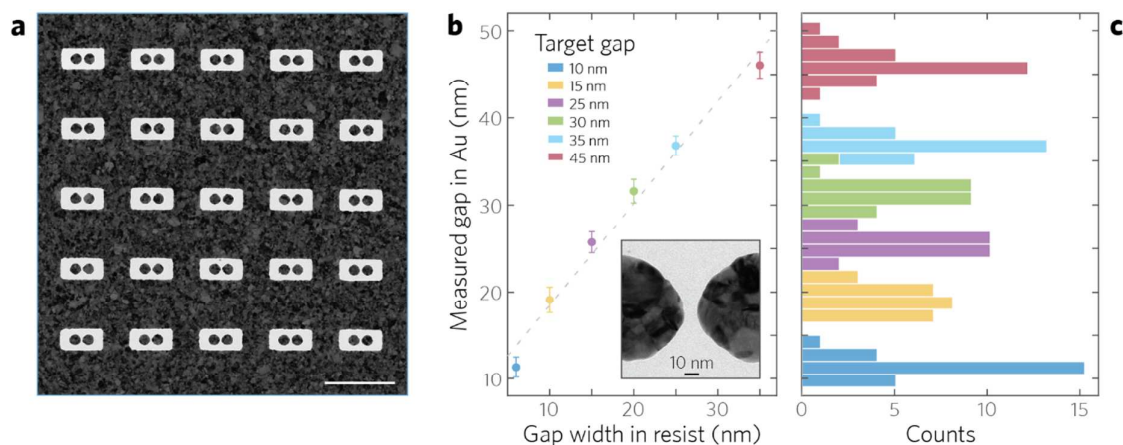 a
b
c
Target gap
10 nm
15 nm
25 nm
30 nm
35 nm
45 nm
Measured gap in Au (nm)
50
40
30
20
10
10 nm
10
20
30
Gap width in resist (nm)
0
5
10
15
Counts